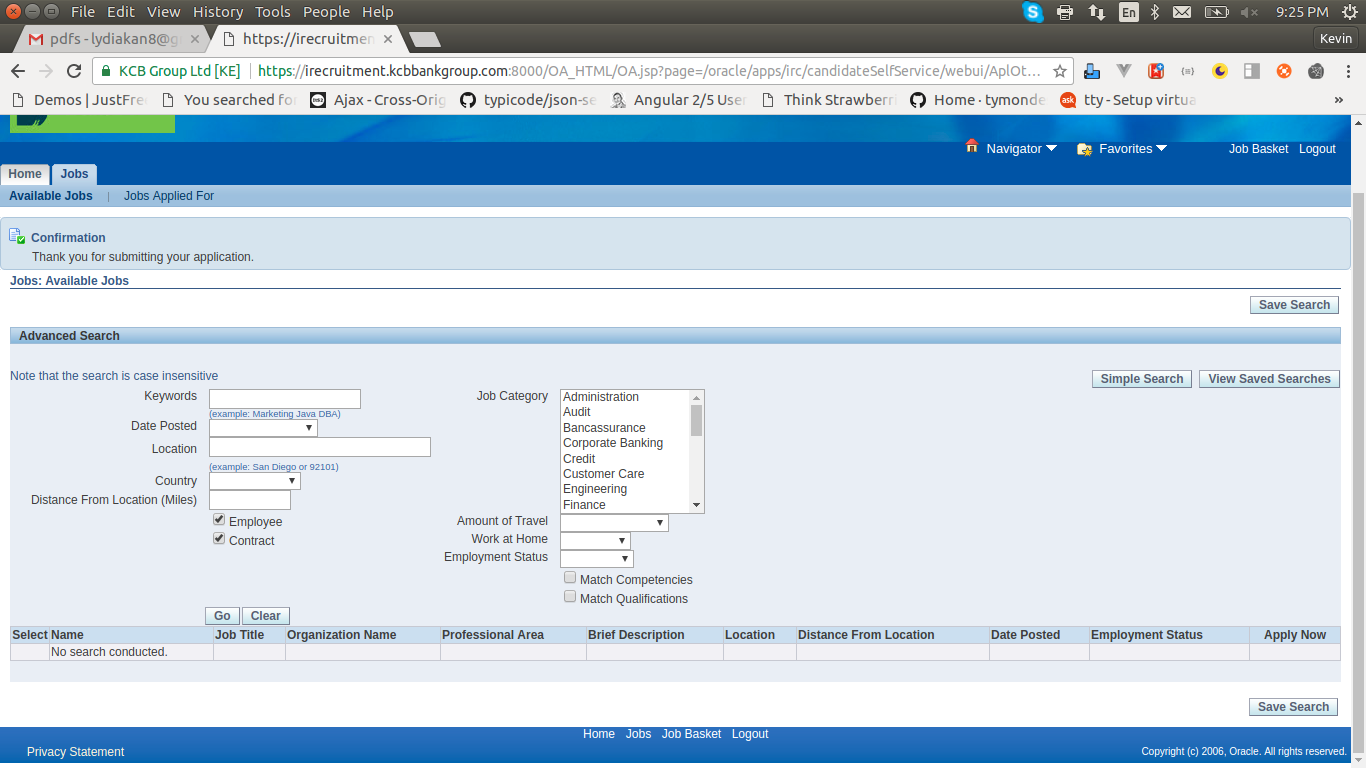 File Edit View History Tools People Help En 9:25 PM
pdfs - lydiakan8@g https://irecruitmen Kevin
KCB Group Ltd [KE] https://irecruitment.kcbbankgroup.com:8000/OA_HTML/OA.jsp?page=/oracle/apps/irc/candidateSelfService/webui/AplOt...
Demos | JustFre You searched for Ajax - Cross-Orig typicode/json-se Angular 2/5 User Think Strawberri Home · tymonde ask tty - Setup virtua »
Navigator Favorites Job Basket Logout
Home Jobs
Available Jobs | Jobs Applied For
Confirmation
Thank you for submitting your application.
Jobs: Available Jobs
Save Search
Advanced Search
Note that the search is case insensitive
Simple Search View Saved Searches
Keywords
(example: Marketing Java DBA)
Date Posted
Location
(example: San Diego or 92101)
Country
Distance From Location (Miles)
Employee
Contract
Job Category
Administration
Audit
Bancassurance
Corporate Banking
Credit
Customer Care
Engineering
Finance
Amount of Travel
Work at Home
Employment Status
Match Competencies
Match Qualifications
Go Clear
Select Name Job Title Organization Name Professional Area Brief Description Location Distance From Location Date Posted Employment Status Apply Now
No search conducted.
Save Search
Home Jobs Job Basket Logout
Privacy Statement Copyright (c) 2006, Oracle. All rights reserved.